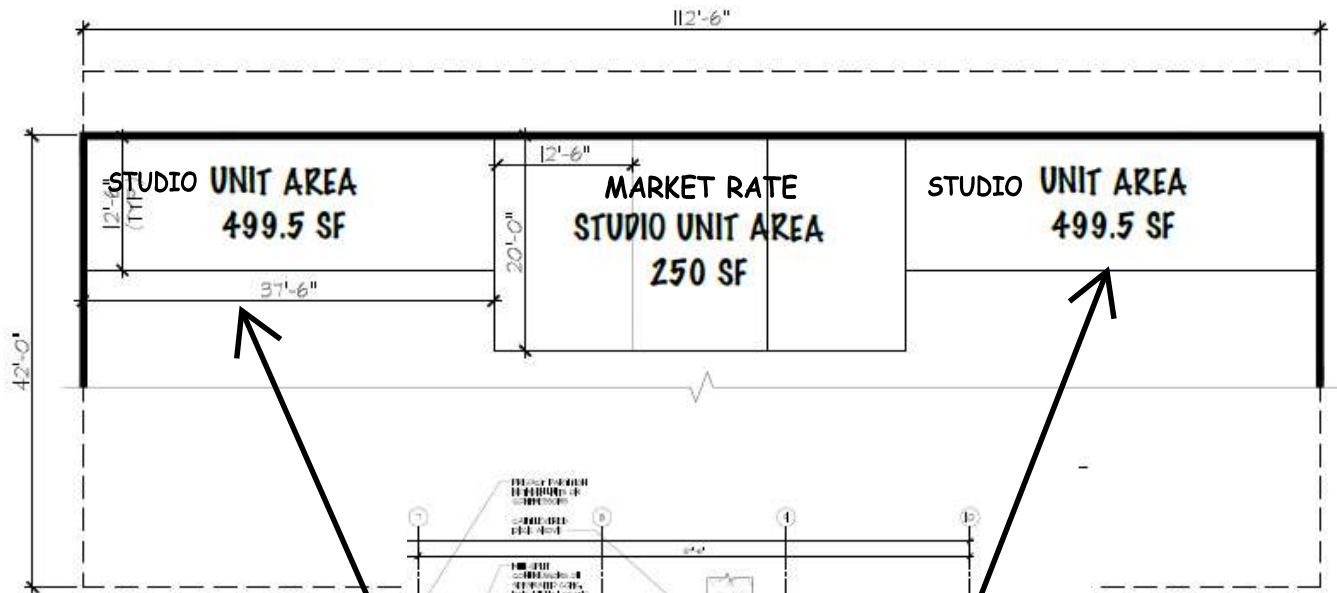 112'-6"
12'-6"
(TYP
STUDIO UNIT AREA
499.5 SF
12'-6"
MARKET RATE
STUDIO UNIT AREA
250 SF
20'-0"
STUDIO UNIT AREA
499.5 SF
37'-6"
42'-0"